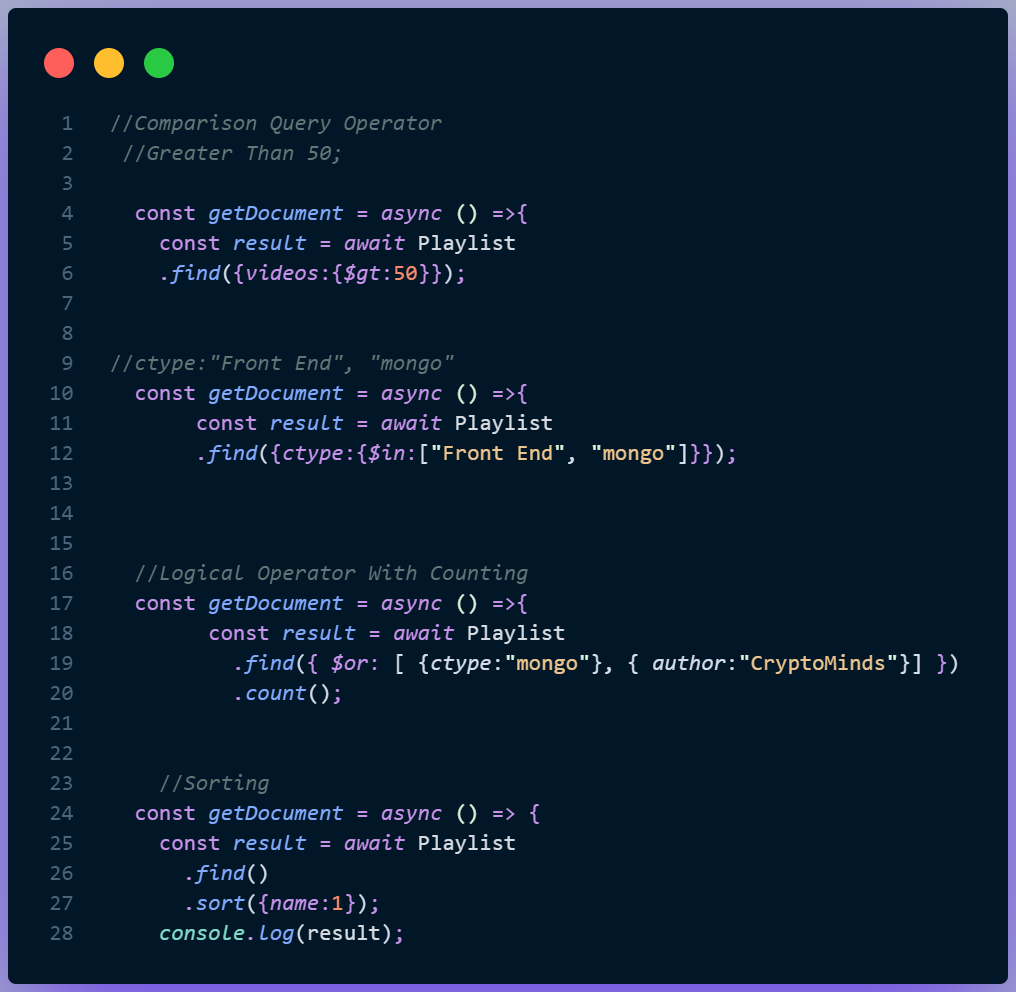 1 //Comparison Query Operator
2 //Greater Than 50;
3
4 const getDocument = async () =>{
5 const result = await Playlist
6 .find({videos:{$gt:50}});
7
8
9 //ctype:"Front End", "mongo"
10 const getDocument = async () =>{
11 const result = await Playlist
12 .find({ctype:{$in:["Front End", "mongo"]}});
13
14
15
16 //Logical Operator With Counting
17 const getDocument = async () =>{
18 const result = await Playlist
19 .find({ $or: [ {ctype:"mongo"}, { author:"CryptoMinds"}] })
20 .count();
21
22
23 //Sorting
24 const getDocument = async () => {
25 const result = await Playlist
26 .find()
27 .sort({name:1});
28 console.log(result);